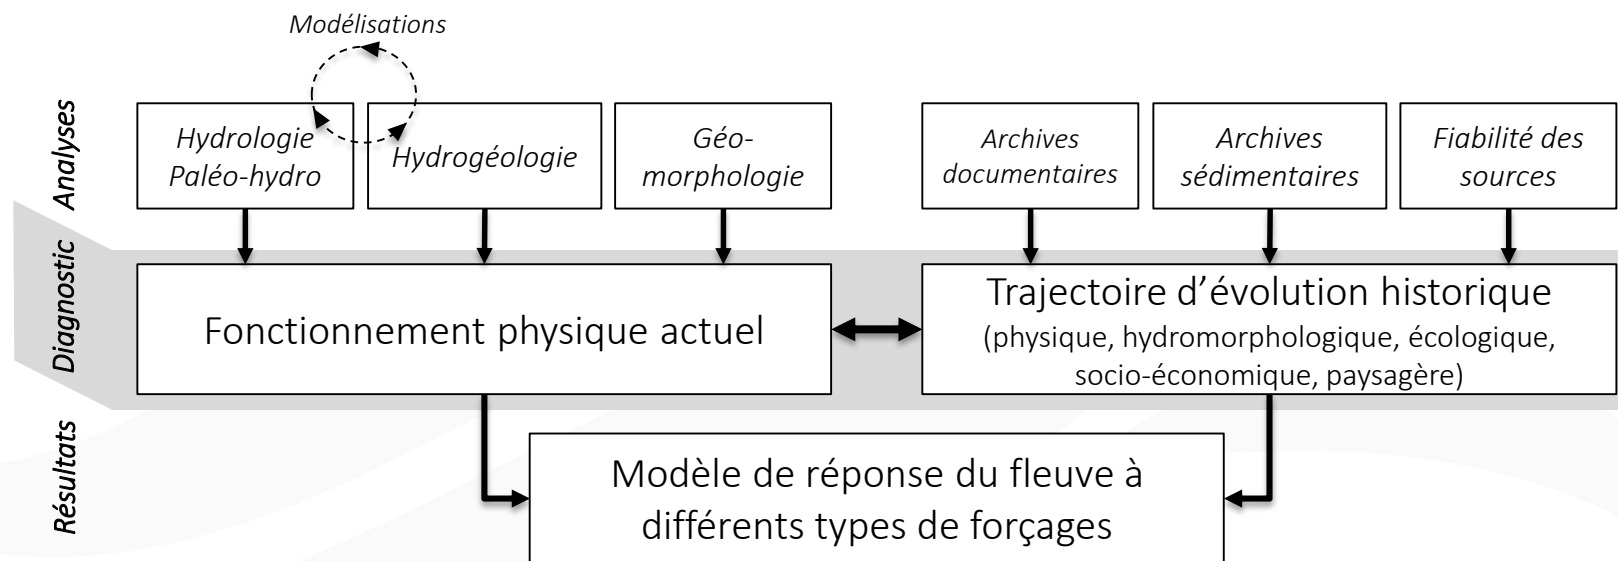 Modélisations
Analyses
Hydrologie
Paléo-hydro
Hydrogéologie
Géo-
morphologie
Archives
documentaires
Archives
sédimentaires
Fiabilité des
sources
Diagnostic
Fonctionnement physique actuel
Trajectoire d’évolution historique
(physique, hydromorphologique, écologique,
socio-économique, paysagère)
Résultats
Modèle de réponse du fleuve à
différents types de forçages